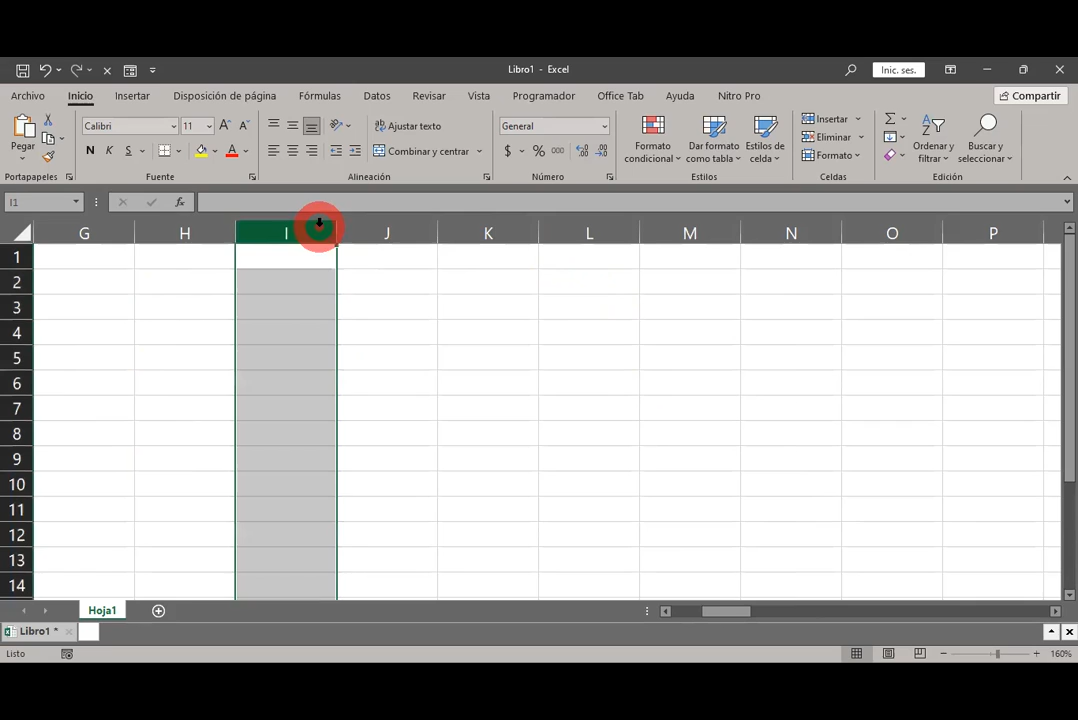 Libro1 - Excel
Inic. ses.
Archivo Inicio Insertar Disposición de página Fórmulas Datos Revisar Vista Programador Office Tab Ayuda Nitro Pro Compartir
Pegar
Calibri 11
N K S
A A
Ajustar texto
Combinar y centrar
General
$ % 000
Formato condicional
Dar formato como tabla
Estilos de celda
Insertar
Eliminar
Formato
Ordenar y filtrar
Buscar y seleccionar
Portapapeles Fuente Alineación Número Estilos Celdas Edición
I1 fx
G H I J K L M N O P
1
2
3
4
5
6
7
8
9
10
11
12
13
14
Hoja1
Libro1 *
Listo 160%